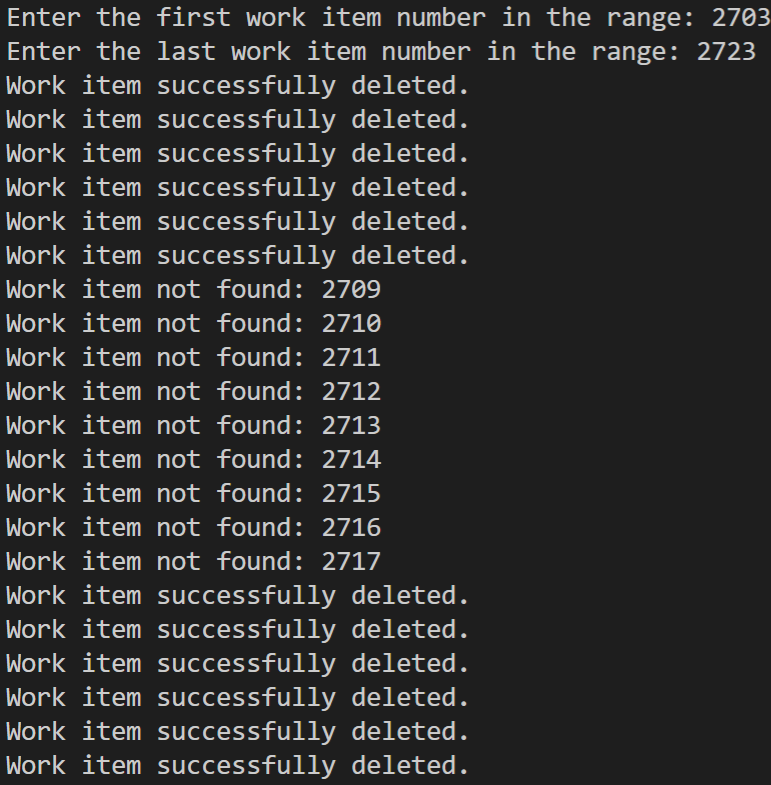 Enter the first work item number in the range: 2703
Enter the last work item number in the range: 2723
Work item successfully deleted.
Work item successfully deleted.
Work item successfully deleted.
Work item successfully deleted.
Work item successfully deleted.
Work item successfully deleted.
Work item not found: 2709
Work item not found: 2710
Work item not found: 2711
Work item not found: 2712
Work item not found: 2713
Work item not found: 2714
Work item not found: 2715
Work item not found: 2716
Work item not found: 2717
Work item successfully deleted.
Work item successfully deleted.
Work item successfully deleted.
Work item successfully deleted.
Work item successfully deleted.
Work item successfully deleted.